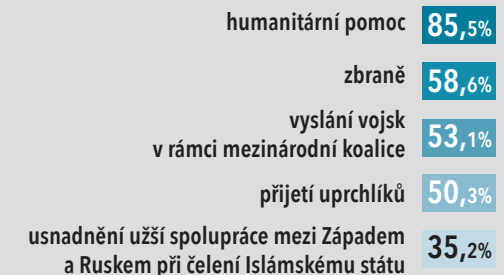 humanitární pomoc 85,5%
zbraně 58,6%
vyslání vojsk
v rámci mezinárodní koalice 53,1%
přijetí uprchlíků 50,3%
usnadnění užší spolupráce mezi Západem
a Ruskem při čelení Islámskému státu 35,2%